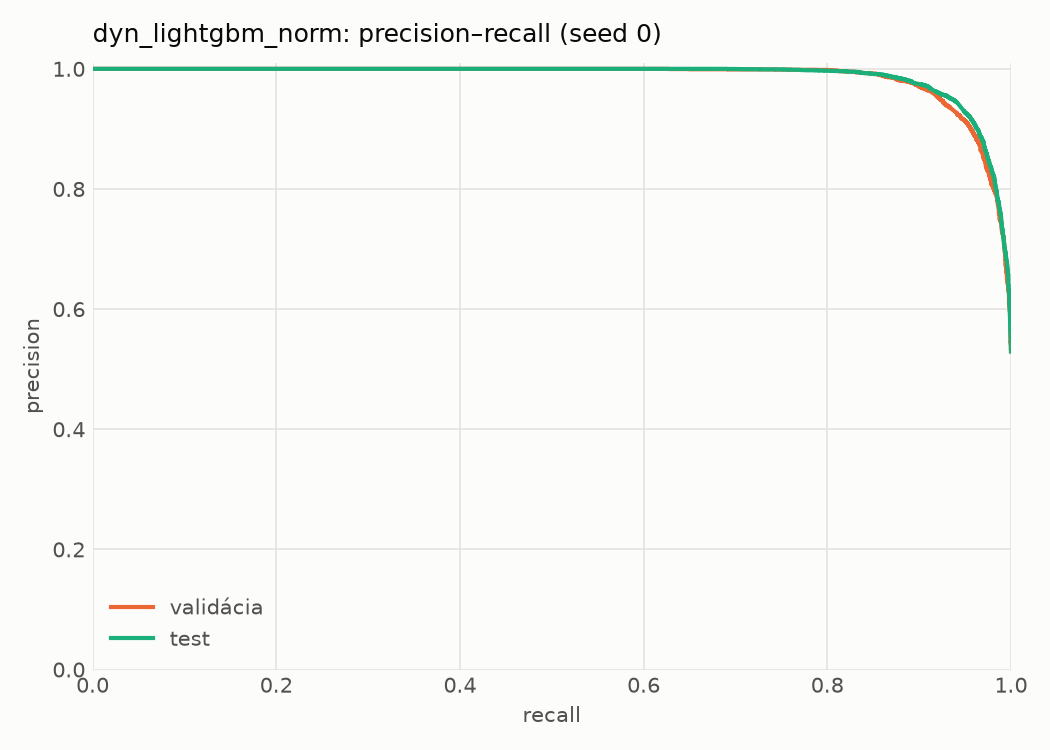 dyn_lightgbm_norm: precision–recall (seed 0)
1.0
0.8
0.6
0.4
0.2
0.0
precision
validácia
test
0.0 0.2 0.4 0.6 0.8 1.0
recall